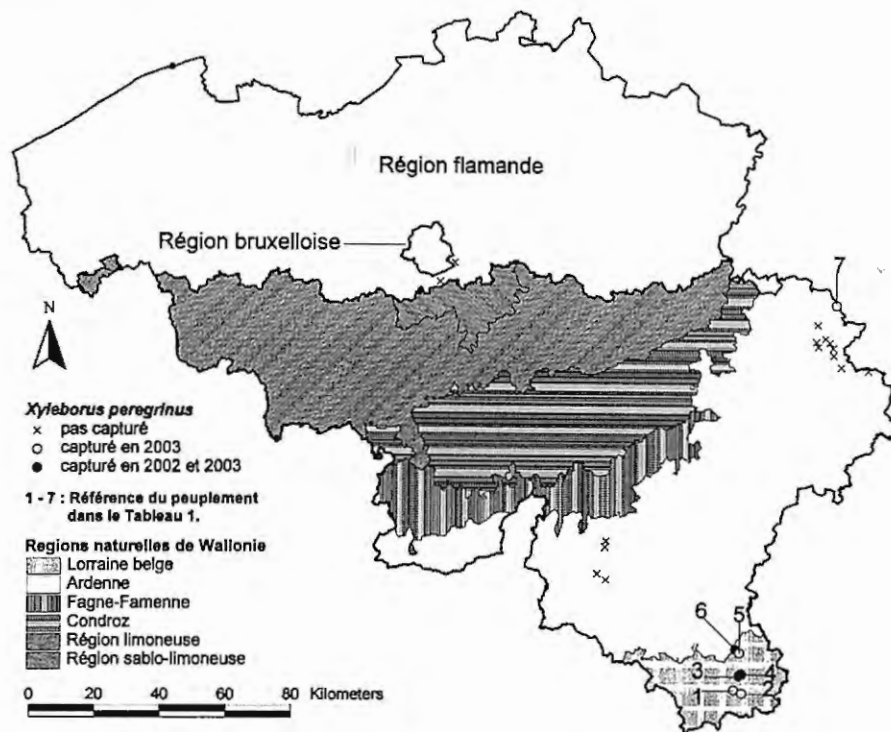 Région flamande
Région bruxelloise
7
N
Xyleborus peregrinus
pas capturé
capturé en 2003
capturé en 2002 et 2003
1 - 7 : Référence du peuplement
dans le Tableau 1.
Regions naturelles de Wallonie
Lorraine belge
Ardenne
Fagne-Famenne
Condroz
Région limoneuse
Région sablo-limoneuse
0 20 40 60 80 Kilometers
6 5
3 4
1 2